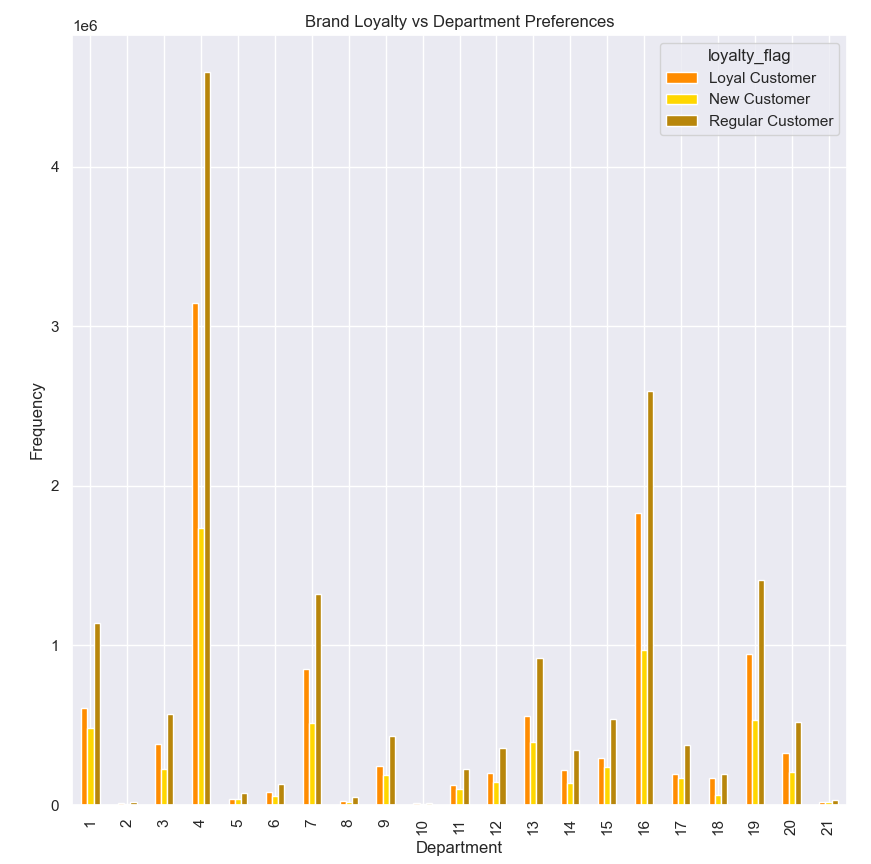 Brand Loyalty vs Department Preferences
1e6
loyalty_flag
Loyal Customer
New Customer
Regular Customer
4
3
2
1
0
Frequency
1 2 3 4 5 6 7 8 9 10 11 12 13 14 15 16 17 18 19 20 21
Department